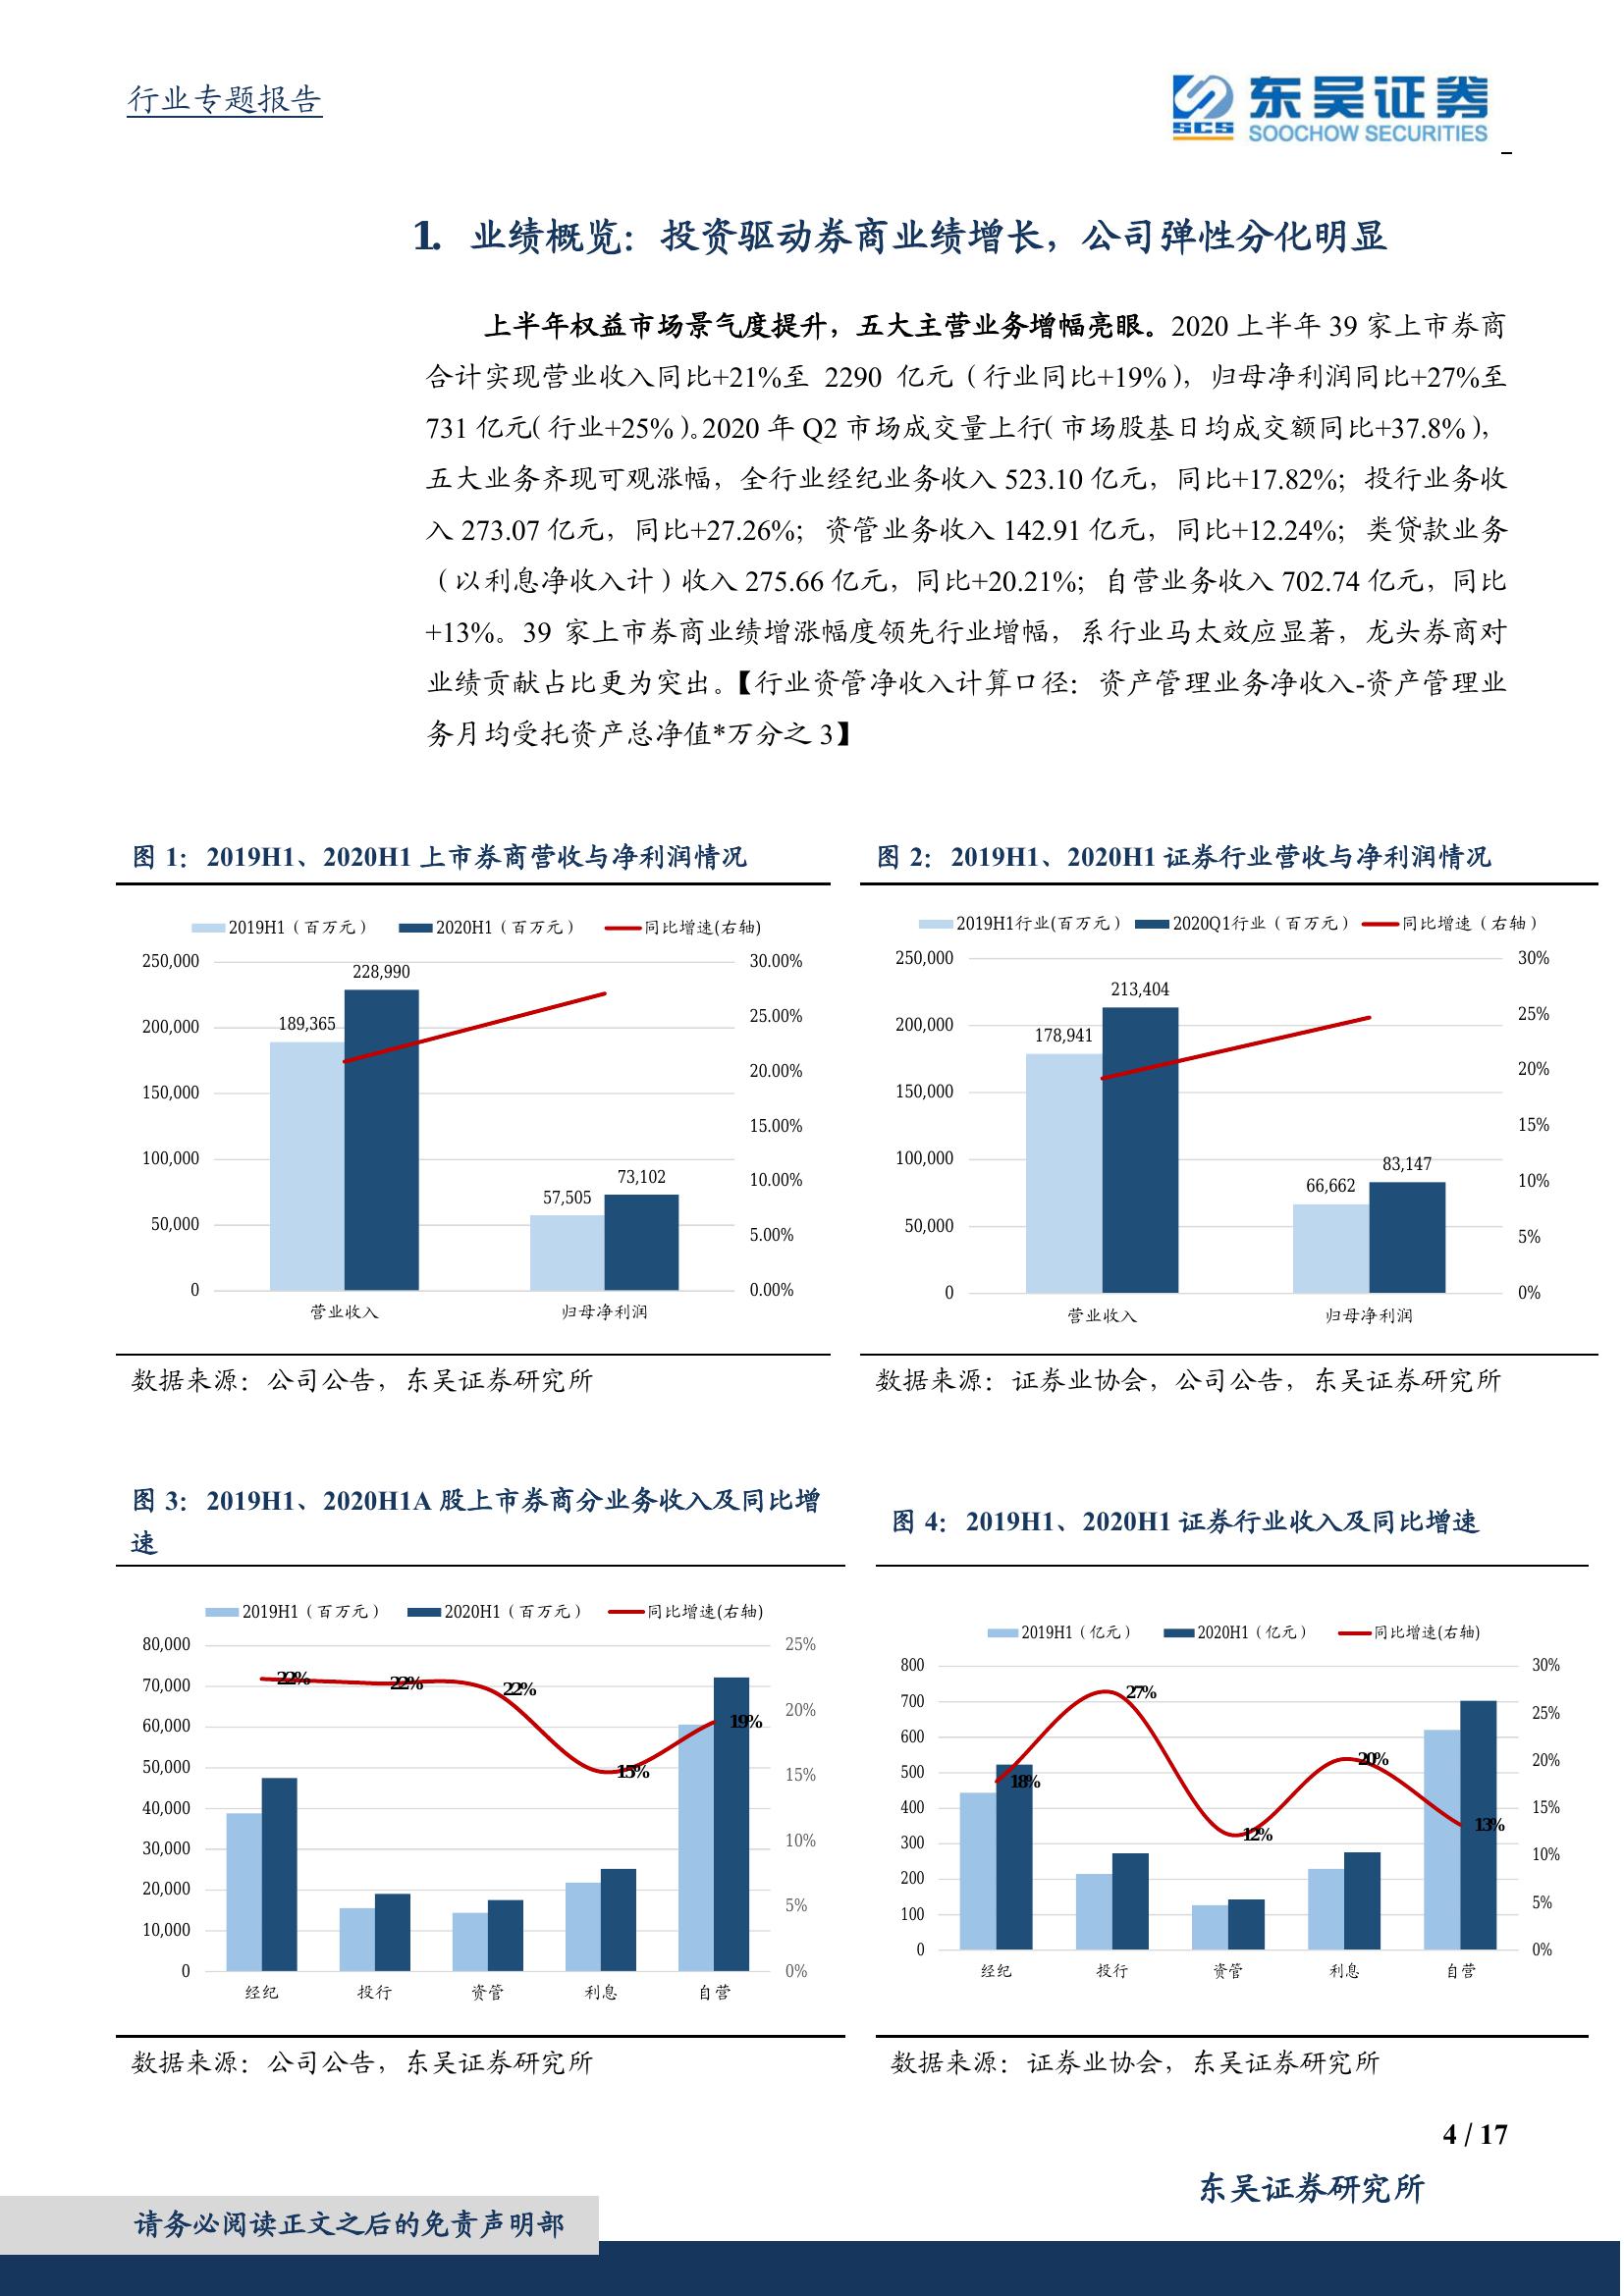 行业专题报告
SCS
东吴证券
SOOCHOW SECURITIES
1. 业绩概览：投资驱动券商业绩增长，公司弹性分化明显
上半年权益市场景气度提升，五大主营业务增幅亮眼。2020 上半年 39 家上市券商
合计实现营业收入同比+21%至 2290 亿元（行业同比+19%），归母净利润同比+27%至
731 亿元（行业+25%）。2020 年 Q2 市场成交量上行（市场股基日均成交额同比+37.8%），
五大业务齐现可观涨幅，全行业经纪业务收入 523.10 亿元，同比+17.82%；投行业务收
入 273.07 亿元，同比+27.26%；资管业务收入 142.91 亿元，同比+12.24%；类贷款业务
（以利息净收入计）收入 275.66 亿元，同比+20.21%；自营业务收入 702.74 亿元，同比
+13%。39 家上市券商业绩增涨幅度领先行业增幅，系行业马太效应显著，龙头券商对
业绩贡献占比更为突出。【行业资管净收入计算口径：资产管理业务净收入-资产管理业
务月均受托资产总净值*万分之 3】
图 1：2019H1、2020H1 上市券商营收与净利润情况
2019H1（百万元） 2020H1（百万元） 同比增速(右轴)
250,000 30.00%
228,990
189,365
200,000 25.00%
20.00%
150,000
15.00%
100,000
57,505 73,102
10.00%
50,000
5.00%
0 0.00%
营业收入 归母净利润
数据来源：公司公告，东吴证券研究所
图 2：2019H1、2020H1 证券行业营收与净利润情况
2019H1行业(百万元) 2020Q1行业（百万元） 同比增速（右轴）
250,000 30%
213,404
178,941
200,000 25%
20%
150,000
15%
100,000
66,662 83,147
10%
50,000
5%
0 0%
营业收入 归母净利润
数据来源：证券业协会，公司公告，东吴证券研究所
图 3：2019H1、2020H1A 股上市券商分业务收入及同比增
速
2019H1（百万元） 2020H1（百万元） 同比增速(右轴)
80,000 25%
70,000
22% 22% 22%
60,000 20%
19%
50,000 15%
15%
40,000
30,000 10%
20,000
10,000 5%
0 0%
经纪 投行 资管 利息 自营
数据来源：公司公告，东吴证券研究所
图 4：2019H1、2020H1 证券行业收入及同比增速
2019H1（亿元） 2020H1（亿元） 同比增速(右轴)
800 30%
27%
700 25%
600 20%
20%
500
18%
400 15%
13%
12%
300
10%
200
100 5%
0 0%
经纪 投行 资管 利息 自营
数据来源：证券业协会，东吴证券研究所
4 / 17
东吴证券研究所
请务必阅读正文之后的免责声明部